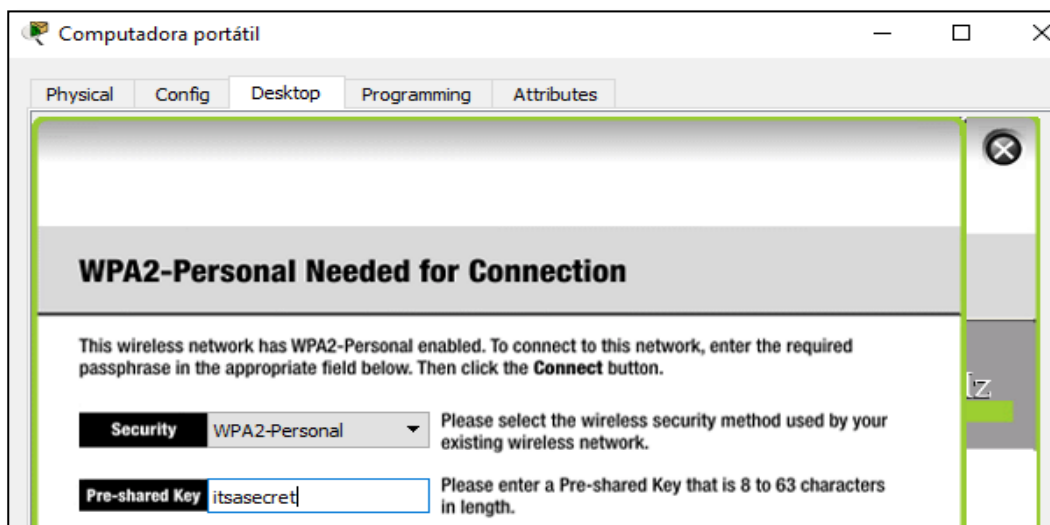 Computadora portátil
Physical Config Desktop Programming Attributes
WPA2-Personal Needed for Connection
This wireless network has WPA2-Personal enabled. To connect to this network, enter the required
passphrase in the appropriate field below. Then click the Connect button.
Security WPA2-Personal Please select the wireless security method used by your
existing wireless network.
Pre-shared Key itsasecret Please enter a Pre-shared Key that is 8 to 63 characters
in length.